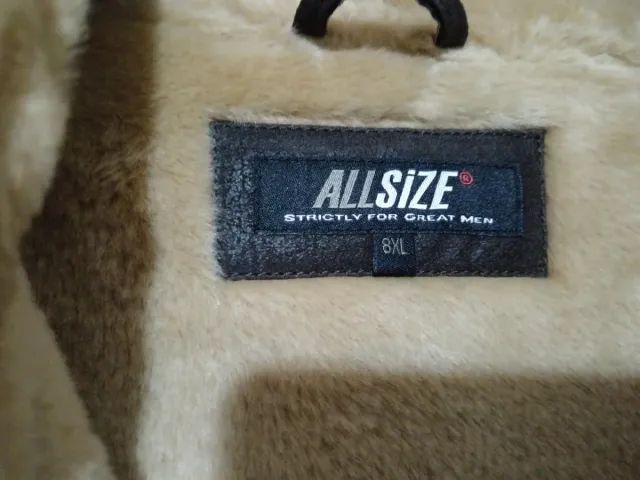 ALLSiZE®
STRICTLY FOR GREAT MEN
8XL